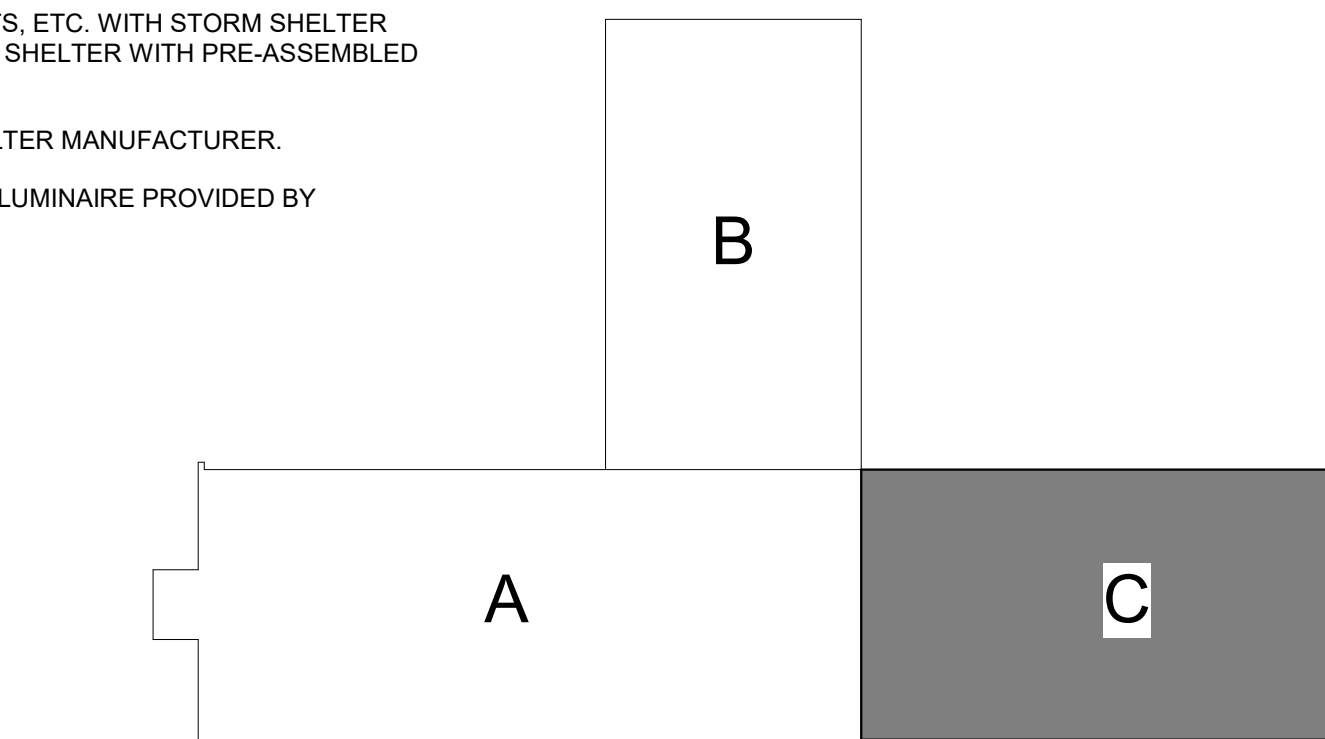 TS, ETC. WITH STORM SHELTER
SHELTER WITH PRE-ASSEMBLED
LTER MANUFACTURER.
LUMINAIRE PROVIDED BY
B
A
C